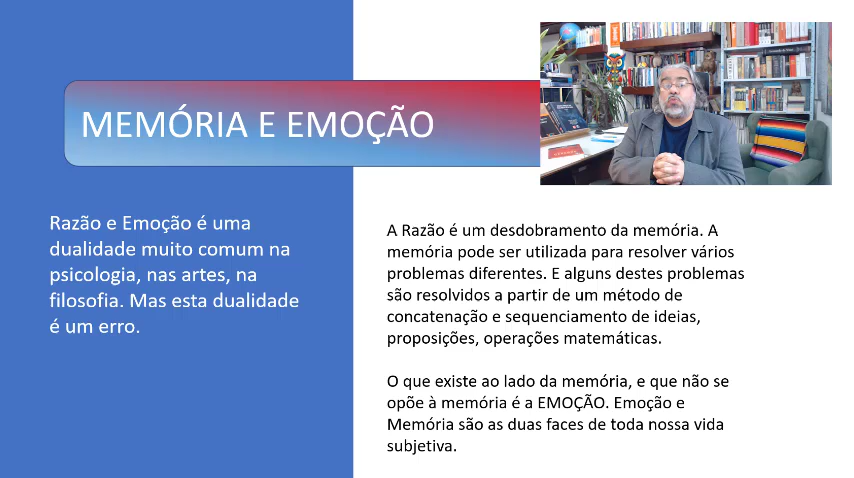 MEMÓRIA E EMOÇÃO
Razão e Emoção é uma
dualidade muito comum na
psicologia, nas artes, na
filosofia. Mas esta dualidade
é um erro.
A Razão é um desdobramento da memória. A
memória pode ser utilizada para resolver vários
problemas diferentes. E alguns destes problemas
são resolvidos a partir de um método de
concatenação e sequenciamento de ideias,
proposições, operações matemáticas.
O que existe ao lado da memória, e que não se
opõe à memória é a EMOÇÃO. Emoção e
Memória são as duas faces de toda nossa vida
subjetiva.